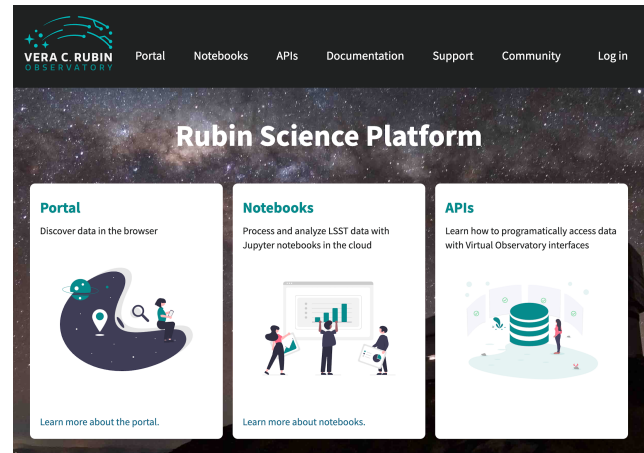 VERA C. RUBIN
OBSERVATORY
Portal
Notebooks
APIs
Documentation
Support
Community
Log in
Rubin Science Platform
Portal
Discover data in the browser
Learn more about the portal.
Notebooks
Process and analyze LSST data with
Jupyter notebooks in the cloud
Learn more about notebooks.
APIs
Learn how to programatically access data
with Virtual Observatory interfaces